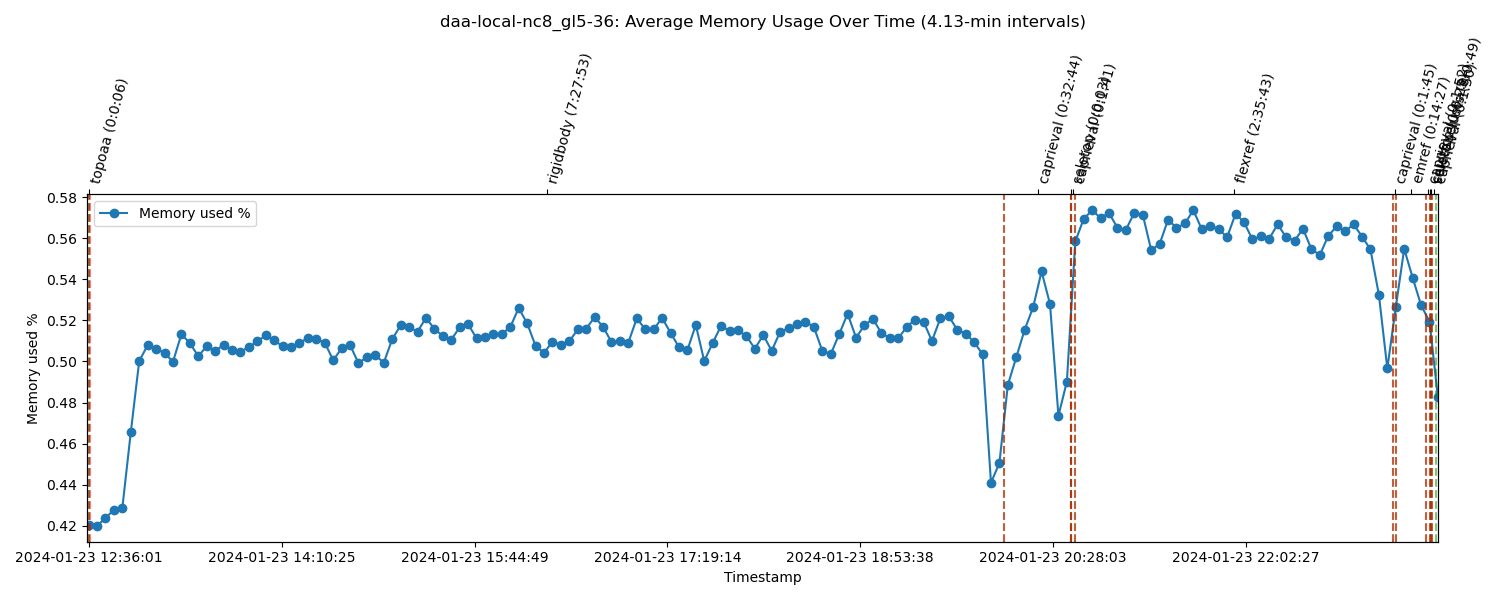 daa-local-nc8_gl5-36: Average Memory Usage Over Time (4.13-min intervals)
topoaa (0:0:06)
rigidbody (7:27:53)
caprieval (0:32:44)
caprieval
flexref (2:35:43)
caprieval (0:1:45)
emref (0:14:27)
Memory used %
0.58
0.56
0.54
0.52
0.50
0.48
0.46
0.44
0.42
Memory used %
2024-01-23 12:36:01
2024-01-23 14:10:25
2024-01-23 15:44:49
2024-01-23 17:19:14
2024-01-23 18:53:38
2024-01-23 20:28:03
2024-01-23 22:02:27
Timestamp